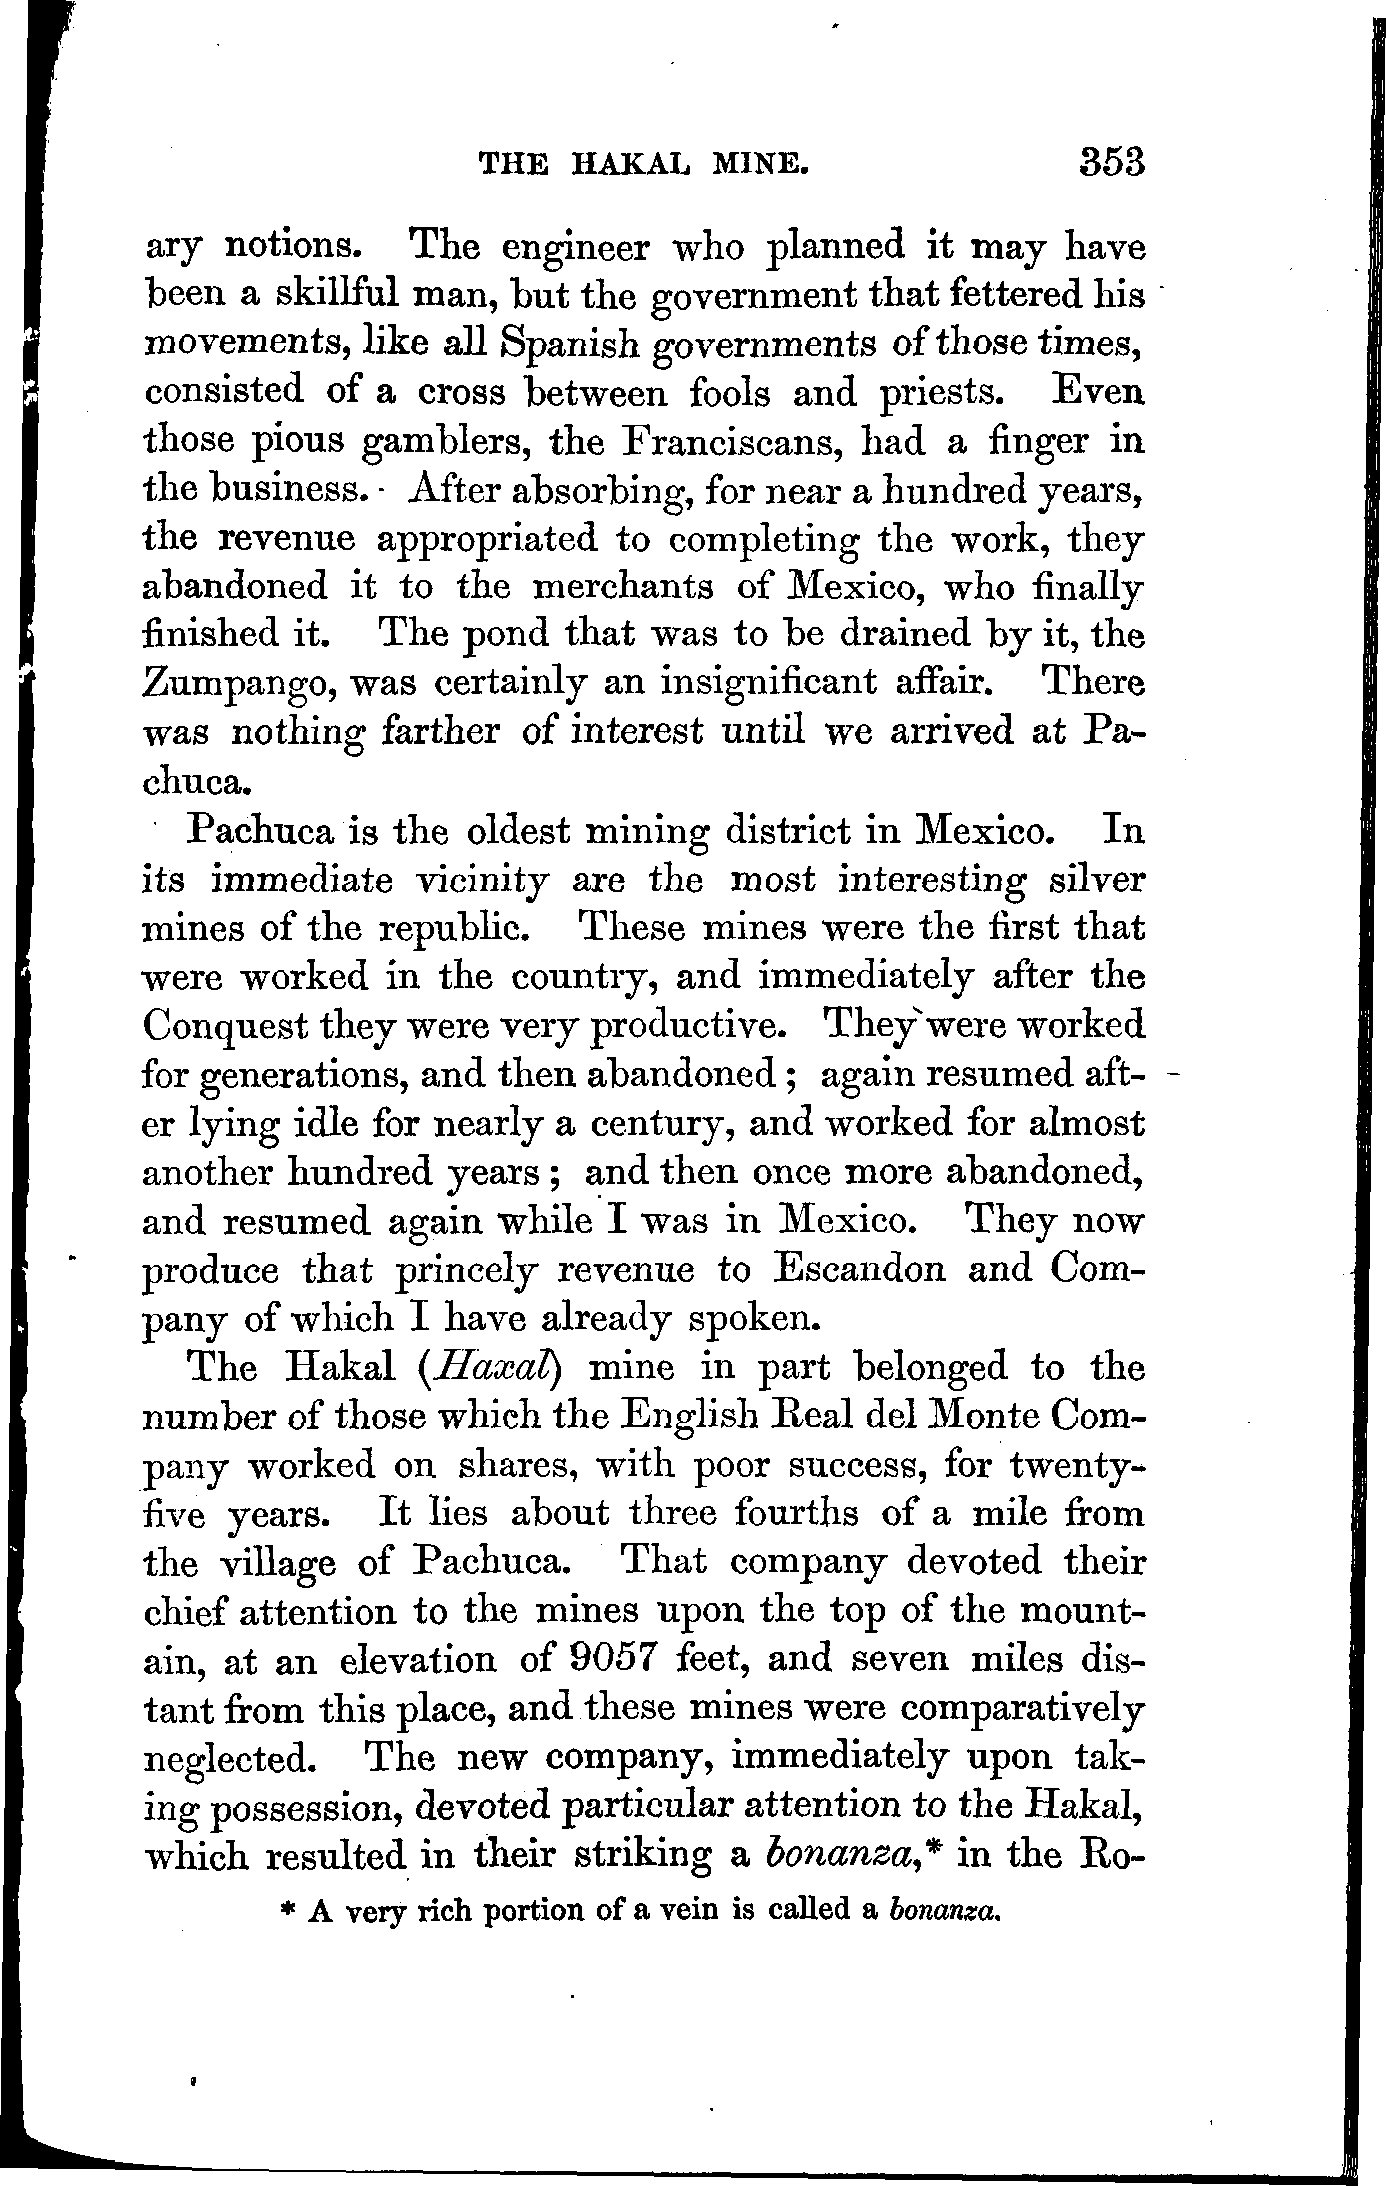 THE HAKAL MINE. 353
ary notions. The engineer who planned it may have
been a skillful man, but the government that fettered his
movements, like all Spanish governments of those times,
consisted of a cross between fools and priests. Even
those pious gamblers, the Franciscans, had a finger in
the business. After absorbing, for near a hundred years,
the revenue appropriated to completing the work, they
abandoned it to the merchants of Mexico, who finally
finished it. The pond that was to be drained by it, the
Zumpango, was certainly an insignificant affair. There
was nothing farther of interest until we arrived at Pa-
chuca.
Pachuca is the oldest mining district in Mexico. In
its immediate vicinity are the most interesting silver
mines of the republic. These mines were the first that
were worked in the country, and immediately after the
Conquest they were very productive. They were worked
for generations, and then abandoned; again resumed aft-
er lying idle for nearly a century, and worked for almost
another hundred years; and then once more abandoned,
and resumed again while I was in Mexico. They now
produce that princely revenue to Escandon and Com-
pany of which I have already spoken.
The Hakal (Haxal) mine in part belonged to the
number of those which the English Real del Monte Com-
pany worked on shares, with poor success, for twenty-
five years. It lies about three fourths of a mile from
the village of Pachuca. That company devoted their
chief attention to the mines upon the top of the mount-
ain, at an elevation of 9057 feet, and seven miles dis-
tant from this place, and these mines were comparatively
neglected. The new company, immediately upon tak-
ing possession, devoted particular attention to the Hakal,
which resulted in their striking a bonanza,* in the Ro-
* A very rich portion of a vein is called a bonanza.